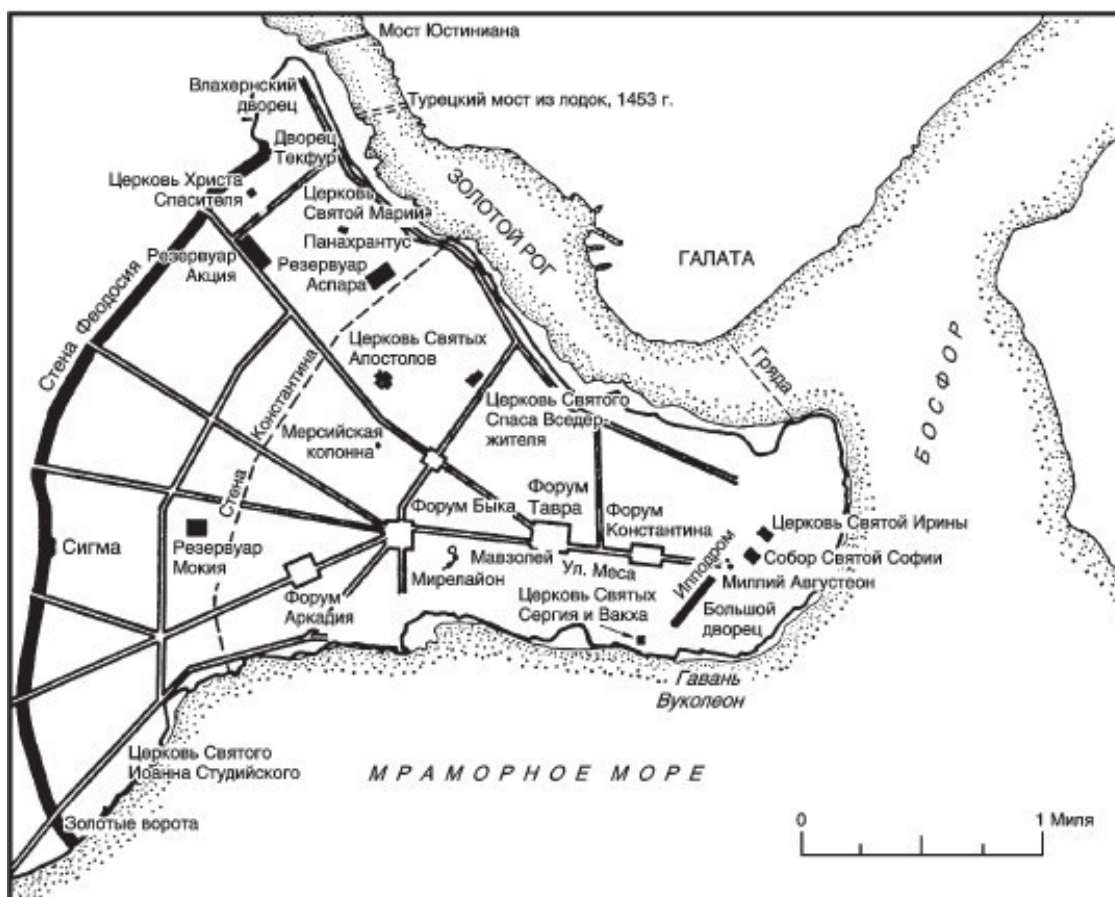 Мост Юстиниана
Влахернский
дворец
Турецкий мост из лодок, 1453 г.
Дворец
Текфур
Церковь Христа
Спасителя
Церковь
Святой Марии
Панахрантус
ЗОЛОТОЙ РОГ
ГАЛАТА
Резервуар
Акция
Резервуар
Аспара
Стена Феодосия
БОСФОР
Гряда
Церковь Святых
Апостолов
Стена Константина
Церковь Святого
Спаса Вседер-
жителя
Мерсийская
колонна
Форум Быка
Форум
Тавра
Форум
Константина
Церковь Святой Ирины
Сигма
Резервуар
Мокия
Мавзолей
Ул. Меса
Ипподром
Собор Святой Софии
Мирелайон
Миллий Августеон
Форум
Аркадия
Церковь Святых
Сергия и Вакха
Большой
дворец
Гавань
Вуколеон
Церковь Святого
Иоанна Студийского
МРАМОРНОЕ МОРЕ
Золотые ворота
0 1 Миля